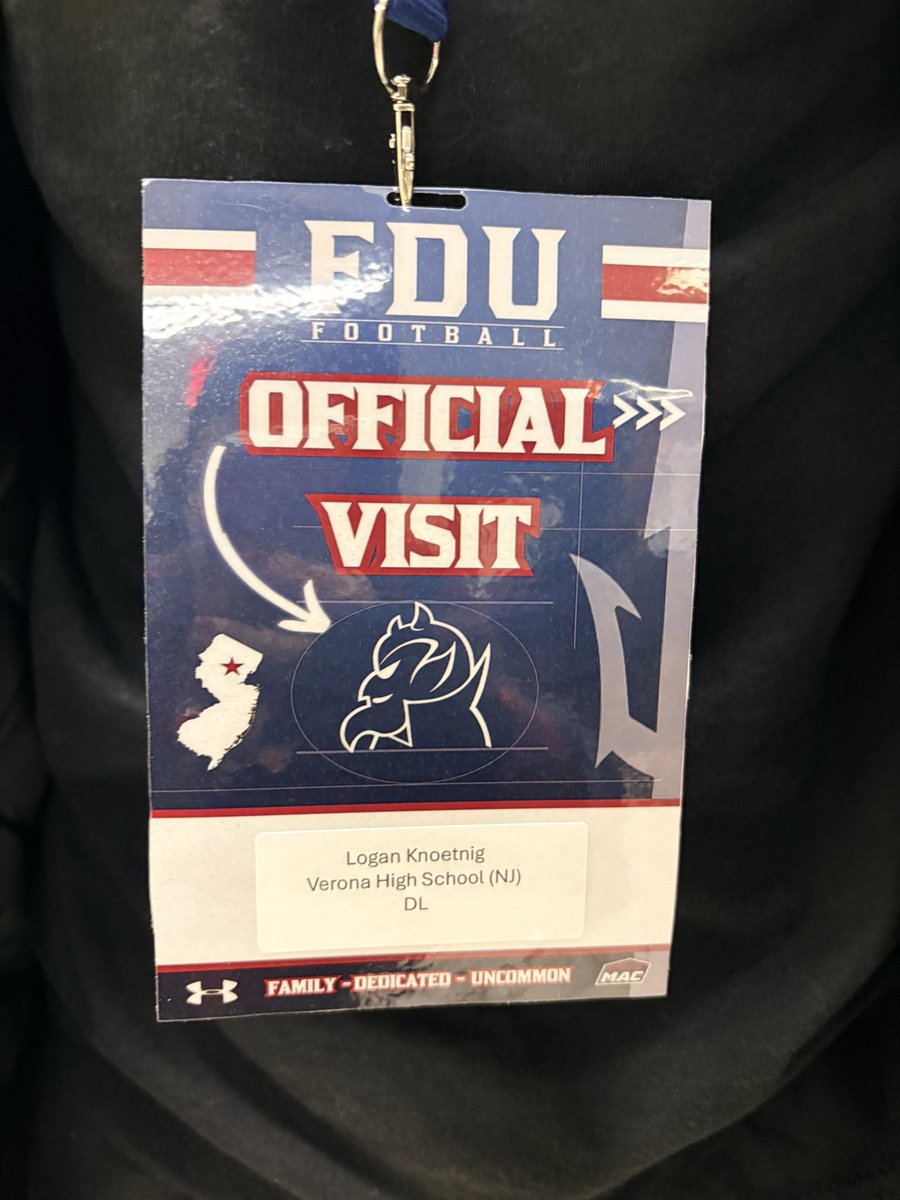 FDU
FOOTBALL
OFFICIAL
VISIT
Logan Knoetnig
Verona High School (NJ)
DL
FAMILY - DEDICATED - UNCOMMON
MAC